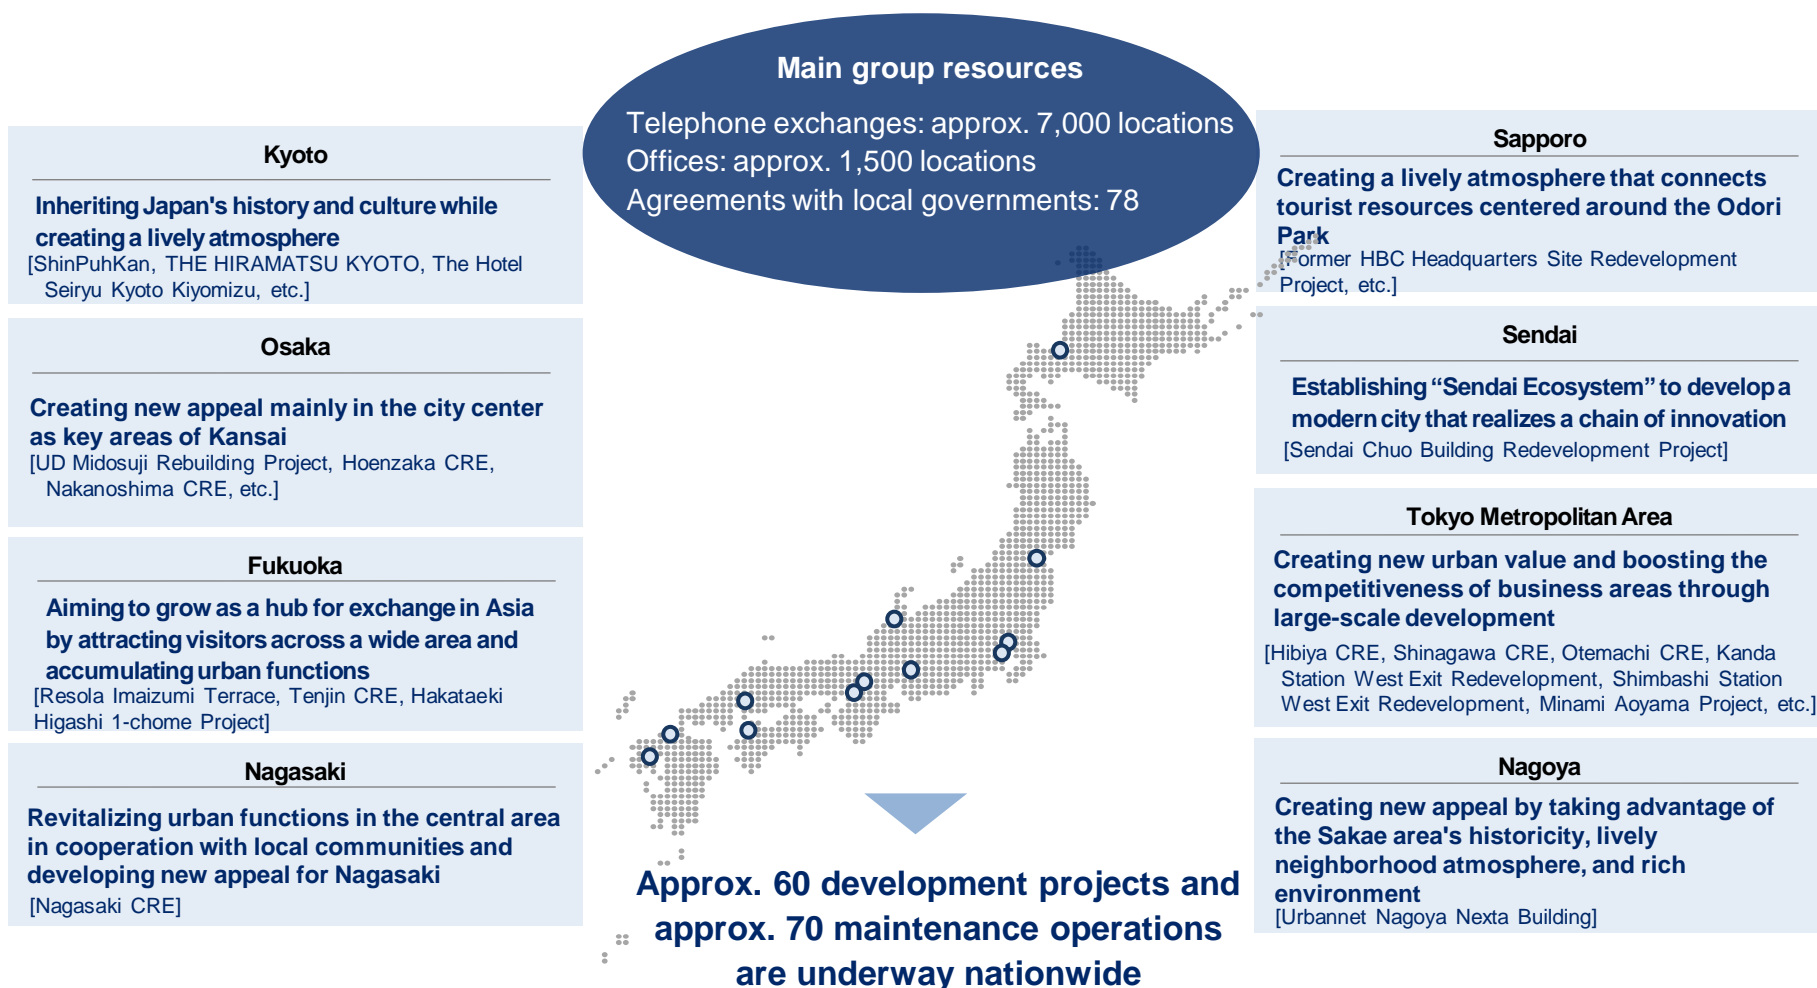 Main group resources
Telephone exchanges: approx. 7,000 locations
Offices: approx. 1,500 locations
Agreements with local governments: 78
Kyoto
Inheriting Japan's history and culture while
creating a lively atmosphere
[ShinPuhKan, THE HIRAMATSU KYOTO, The Hotel
Seiryu Kyoto Kiyomizu, etc.]
Osaka
Creating new appeal mainly in the city center
as key areas of Kansai
[UD Midosuji Rebuilding Project, Hoenzaka CRE,
Nakanoshima CRE, etc.]
Fukuoka
Aiming to grow as a hub for exchange in Asia
by attracting visitors across a wide area and
accumulating urban functions
[Resola Imaizumi Terrace, Tenjin CRE, Hakataeki
Higashi 1-chome Project]
Nagasaki
Revitalizing urban functions in the central area
in cooperation with local communities and
developing new appeal for Nagasaki
[Nagasaki CRE]
Sapporo
Creating a lively atmosphere that connects
tourist resources centered around the Odori
Park
[Former HBC Headquarters Site Redevelopment
Project, etc.]
Sendai
Establishing “Sendai Ecosystem” to develop a
modern city that realizes a chain of innovation
[Sendai Chuo Building Redevelopment Project]
Tokyo Metropolitan Area
Creating new urban value and boosting the
competitiveness of business areas through
large-scale development
[Hibiya CRE, Shinagawa CRE, Otemachi CRE, Kanda
Station West Exit Redevelopment, Shimbashi Station
West Exit Redevelopment, Minami Aoyama Project, etc.]
Nagoya
Creating new appeal by taking advantage of
the Sakae area's historicity, lively
neighborhood atmosphere, and rich
environment
[Urbannet Nagoya Nexta Building]
Approx. 60 development projects and
approx. 70 maintenance operations
are underway nationwide